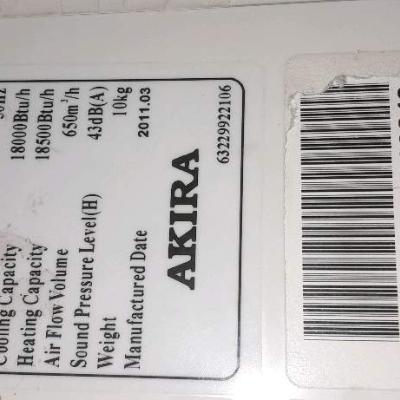 50Hz
Cooling Capacity 18000Btu/h
Heating Capacity 18500Btu/h
Air Flow Volume 650m³/h
Sound Pressure Level(H) 43dB(A)
Weight 10kg
Manufactured Date 2011.03
AKIRA
63229922106